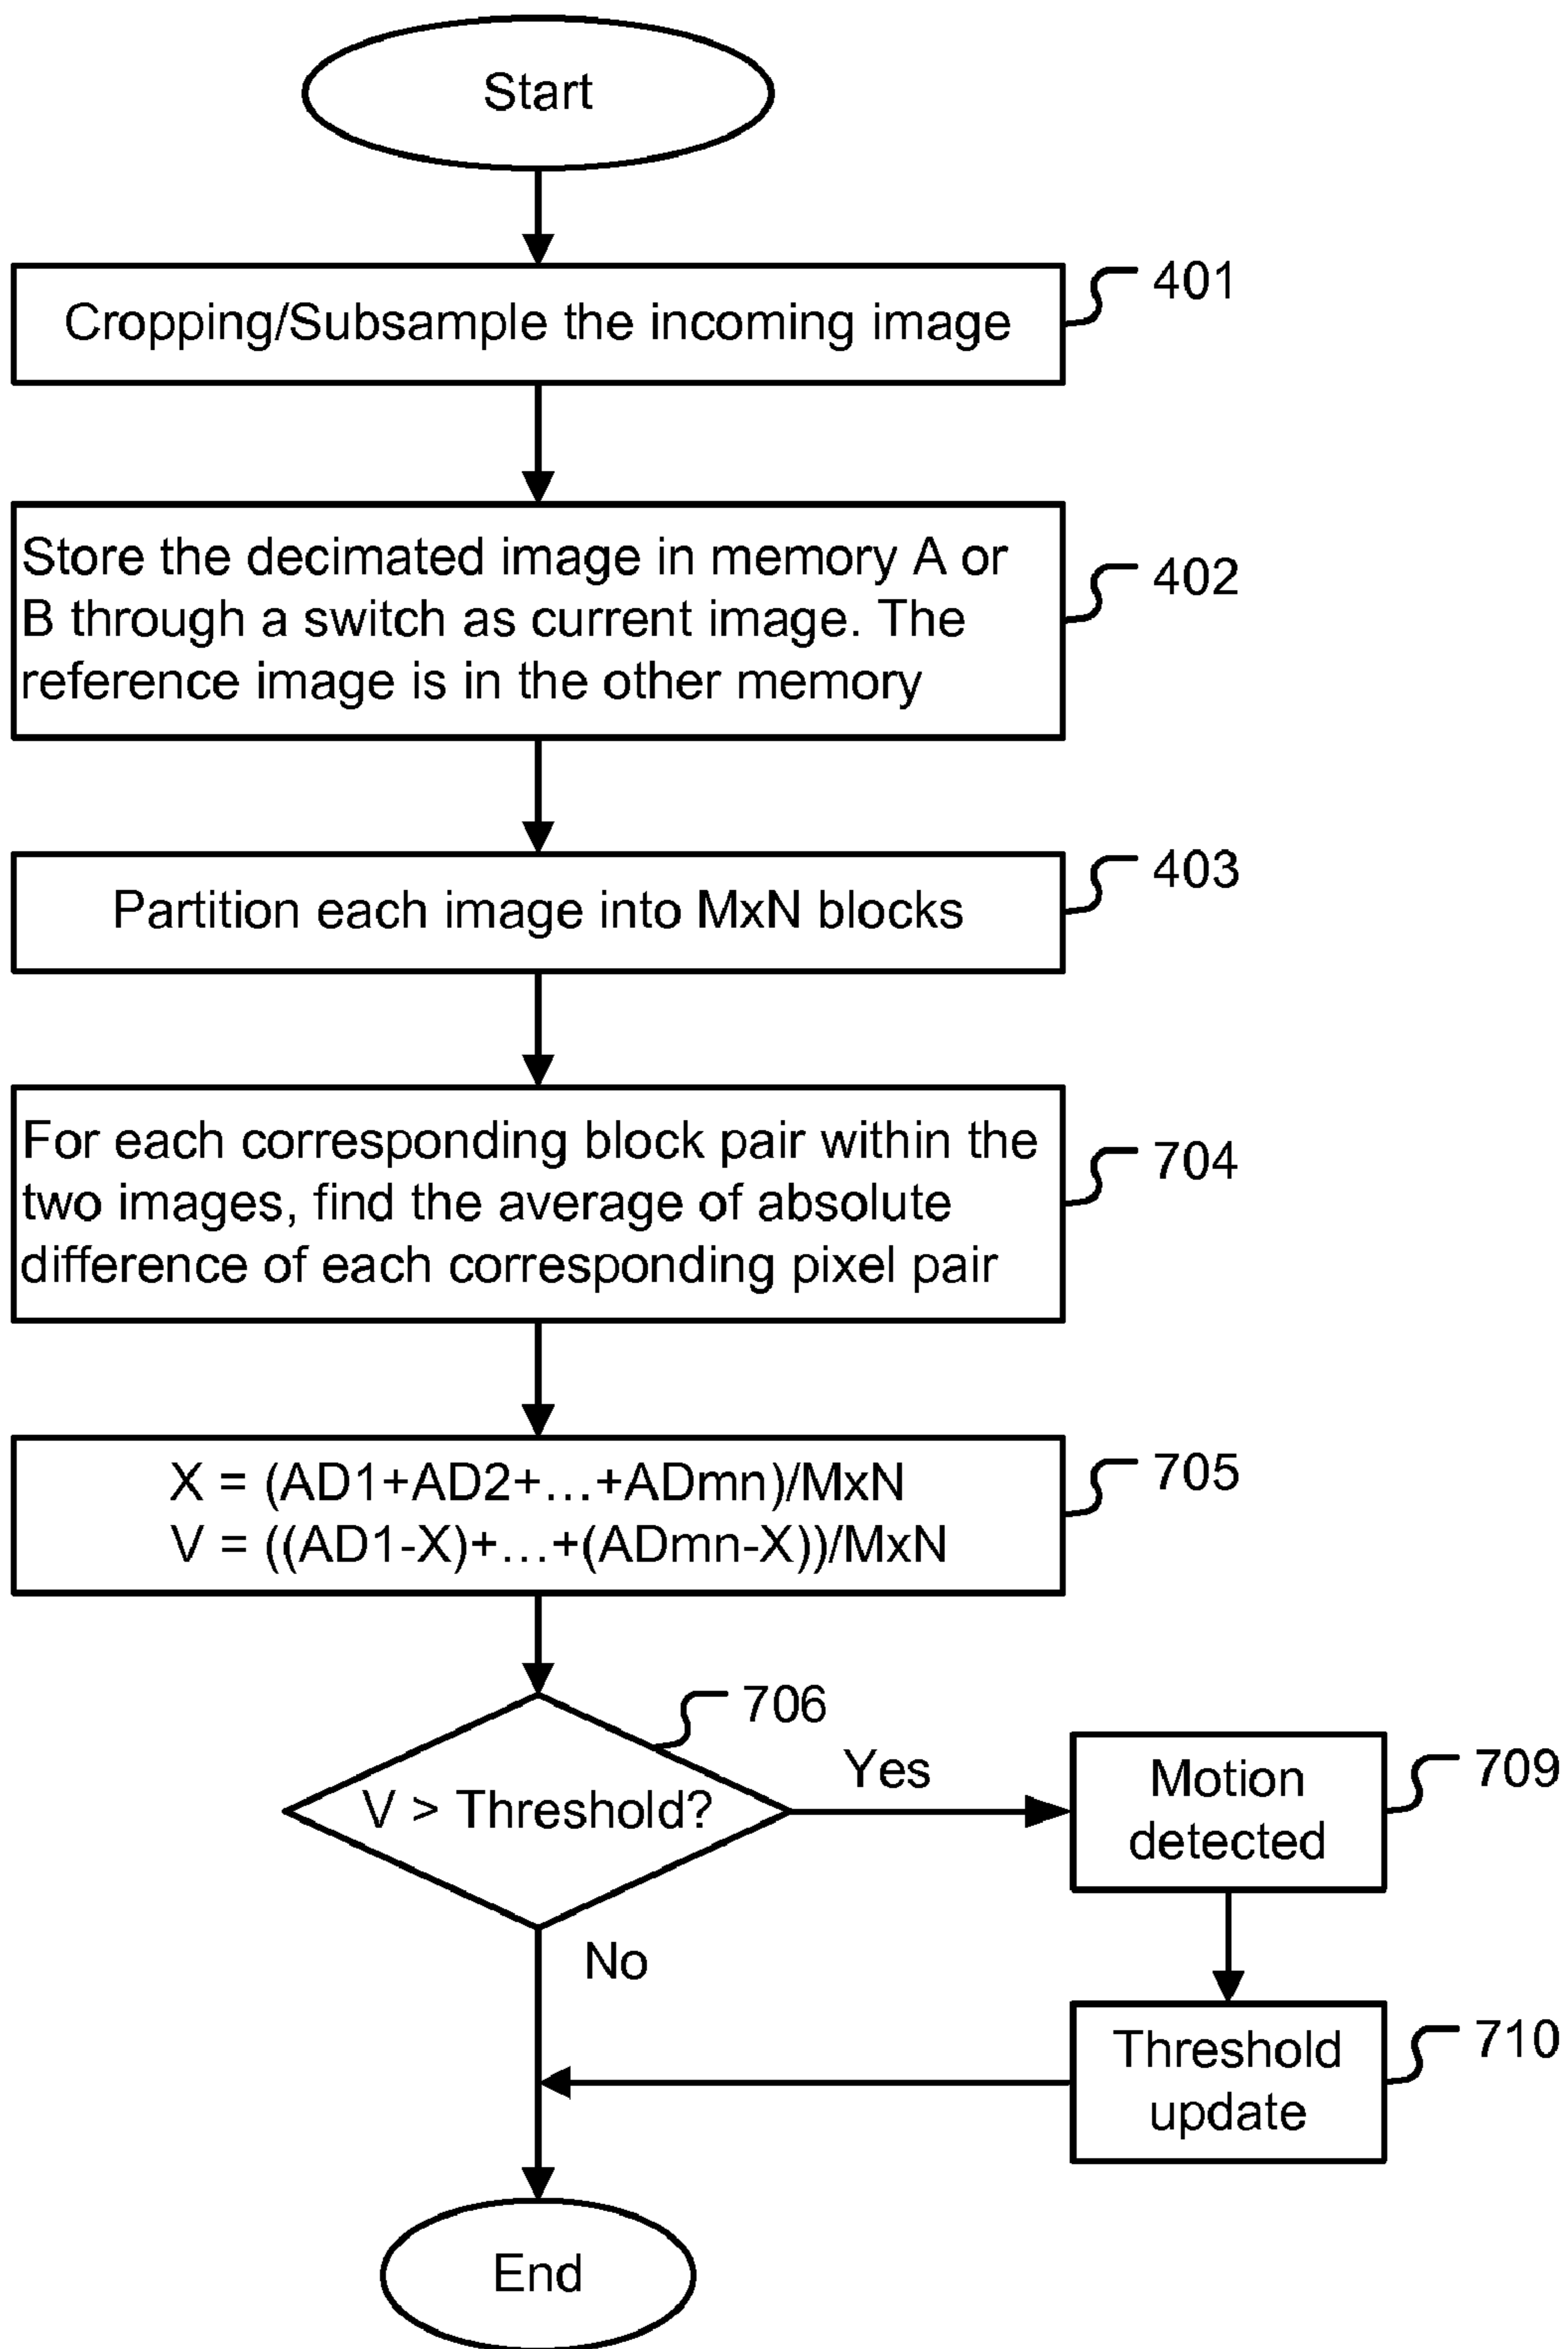 Start
Cropping/Subsample the incoming image
401
Store the decimated image in memory A or
B through a switch as current image. The
reference image is in the other memory
402
Partition each image into MxN blocks
403
For each corresponding block pair within the
two images, find the average of absolute
difference of each corresponding pixel pair
704
X = (AD1+AD2+...+ADmn)/MxN
V = ((AD1-X)+...+(ADmn-X))/MxN
705
706
V > Threshold?
Yes
Motion
detected
709
No
Threshold
update
710
End